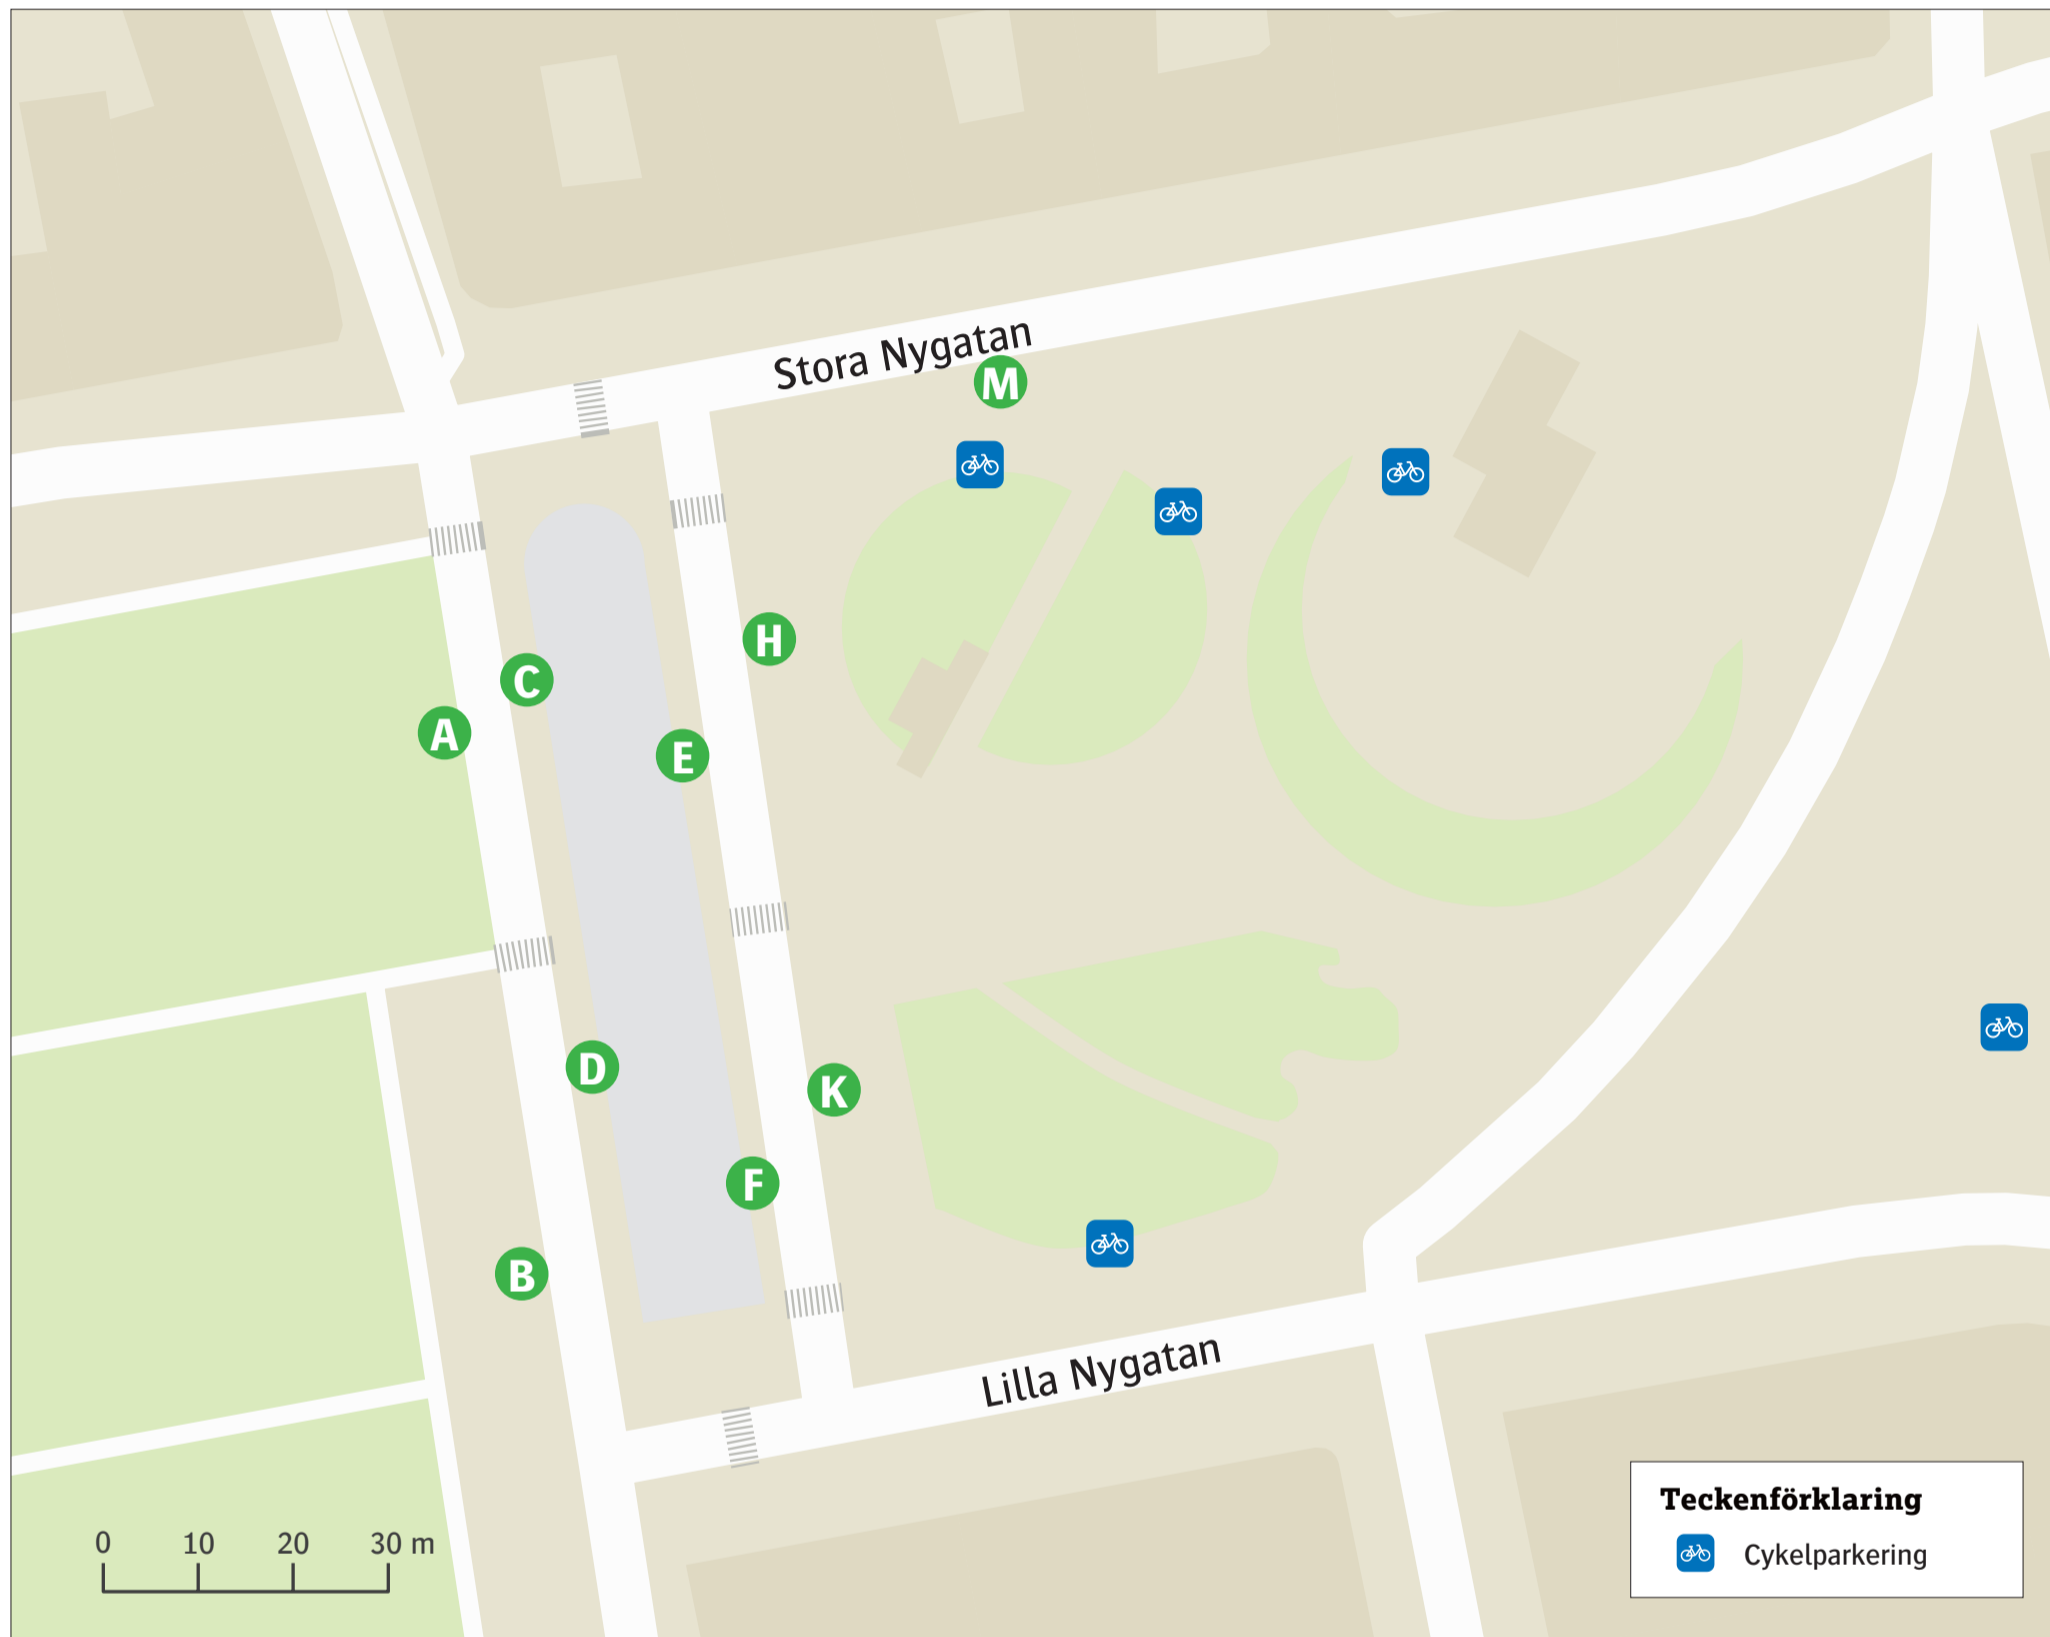 Stora Nygatan
M
H
C
A
E
D
K
F
B
Lilla Nygatan
0 10 20 30 m
Teckenförklaring
Cykelparkering